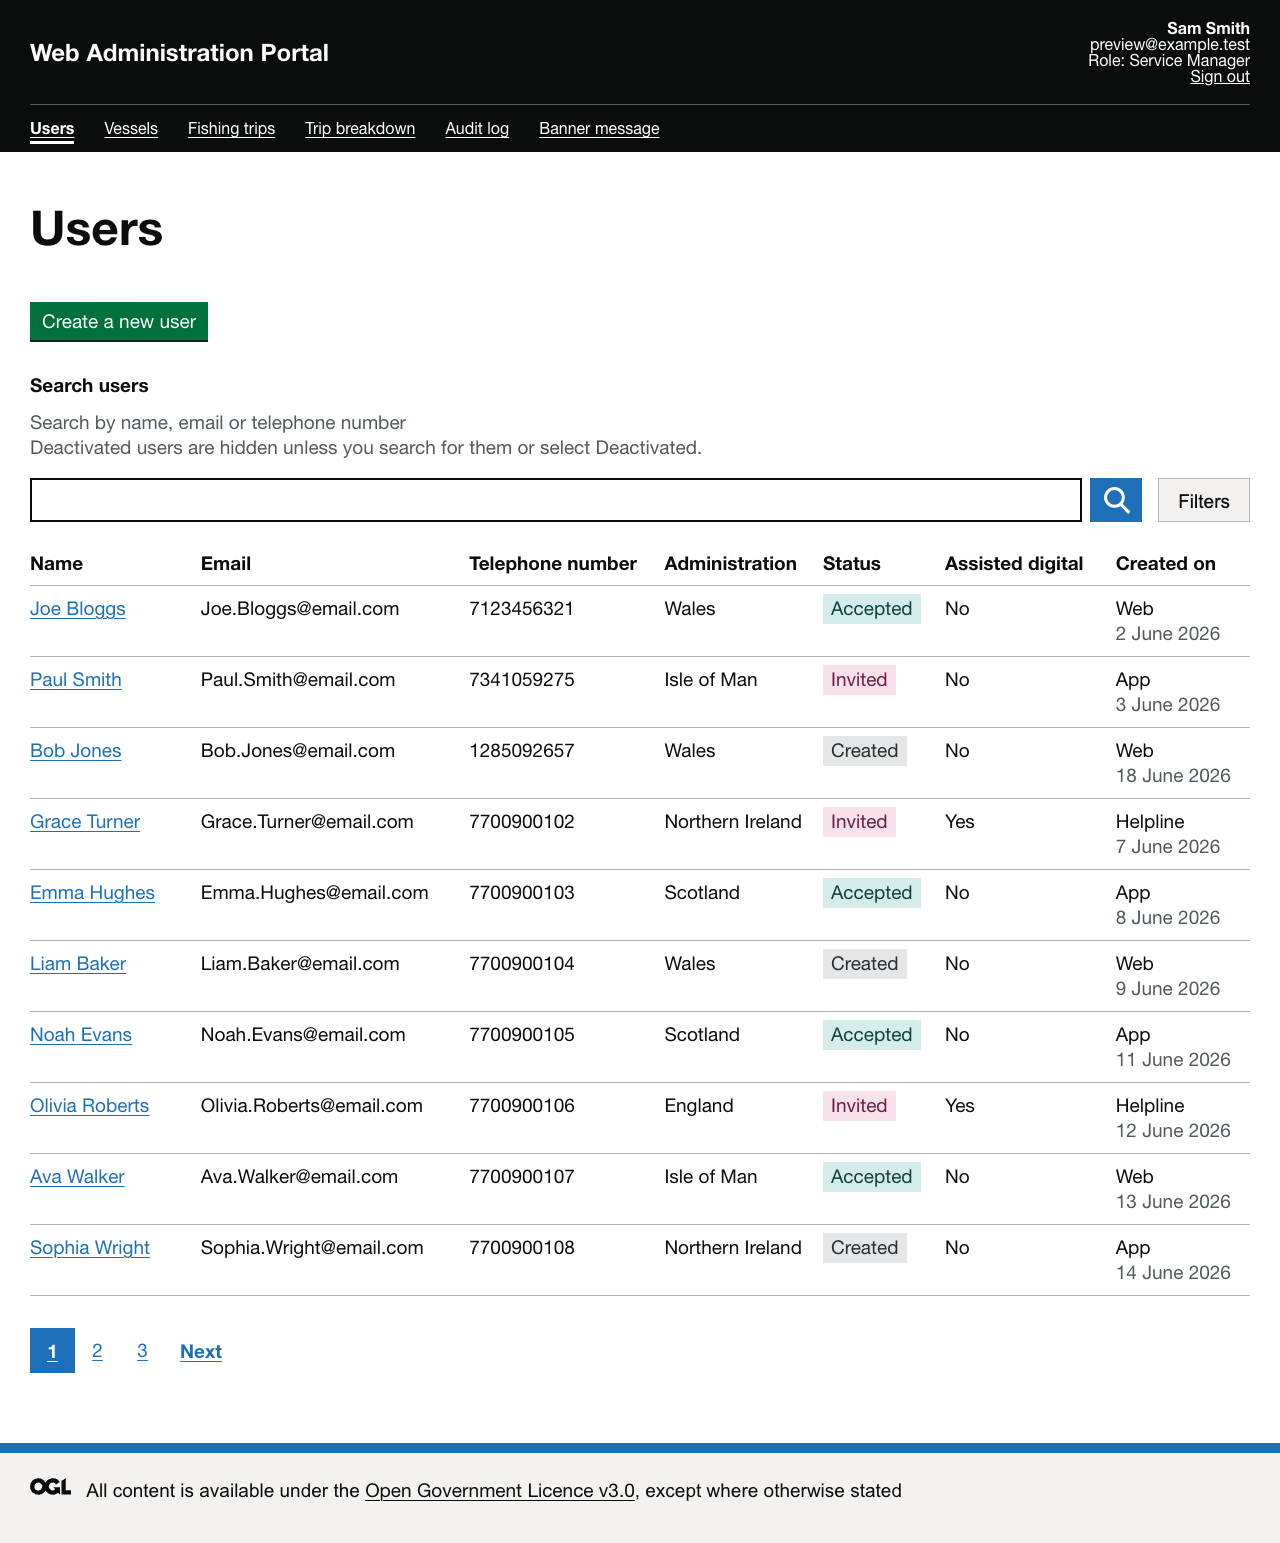 Web Administration Portal
Sam Smith
preview@example.test
Role: Service Manager
Sign out
Users Vessels Fishing trips Trip breakdown Audit log Banner message
Users
Create a new user
Search users
Search by name, email or telephone number
Deactivated users are hidden unless you search for them or select Deactivated.
Filters
Name Email Telephone number Administration Status Assisted digital Created on
Joe Bloggs Joe.Bloggs@email.com 7123456321 Wales Accepted No Web
2 June 2026
Paul Smith Paul.Smith@email.com 7341059275 Isle of Man Invited No App
3 June 2026
Bob Jones Bob.Jones@email.com 1285092657 Wales Created No Web
18 June 2026
Grace Turner Grace.Turner@email.com 7700900102 Northern Ireland Invited Yes Helpline
7 June 2026
Emma Hughes Emma.Hughes@email.com 7700900103 Scotland Accepted No App
8 June 2026
Liam Baker Liam.Baker@email.com 7700900104 Wales Created No Web
9 June 2026
Noah Evans Noah.Evans@email.com 7700900105 Scotland Accepted No App
11 June 2026
Olivia Roberts Olivia.Roberts@email.com 7700900106 England Invited Yes Helpline
12 June 2026
Ava Walker Ava.Walker@email.com 7700900107 Isle of Man Accepted No Web
13 June 2026
Sophia Wright Sophia.Wright@email.com 7700900108 Northern Ireland Created No App
14 June 2026
1 2 3 Next
OGL All content is available under the Open Government Licence v3.0, except where otherwise stated